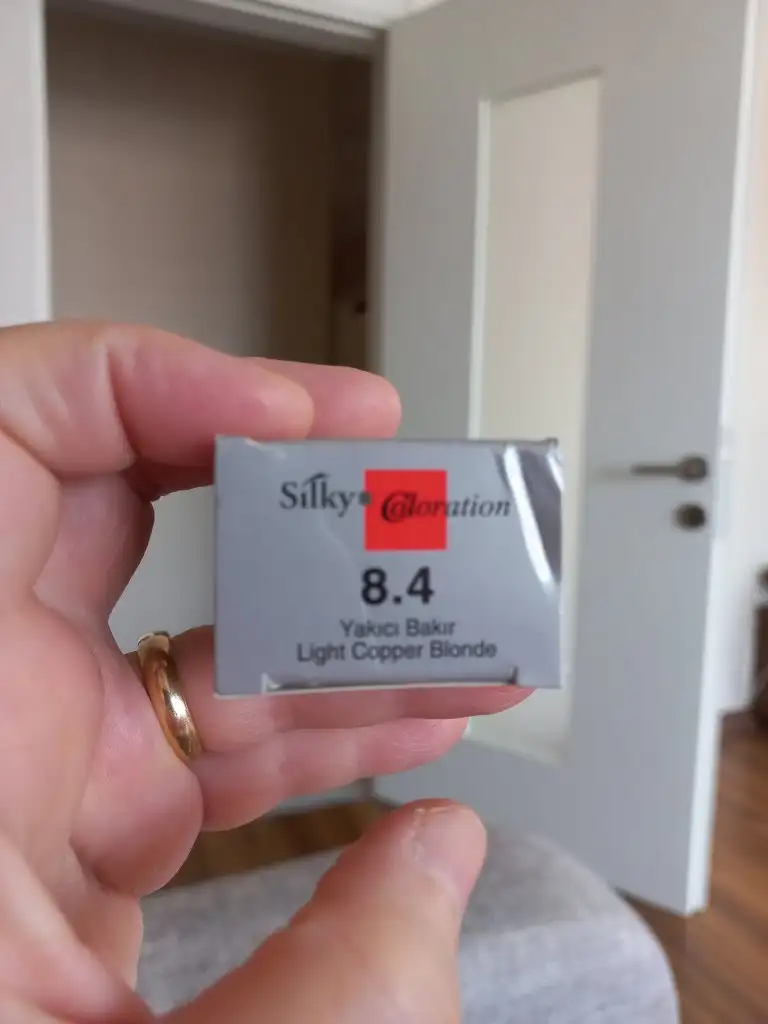 Silky Coloration
8.4
Yakıcı Bakır
Light Copper Blonde